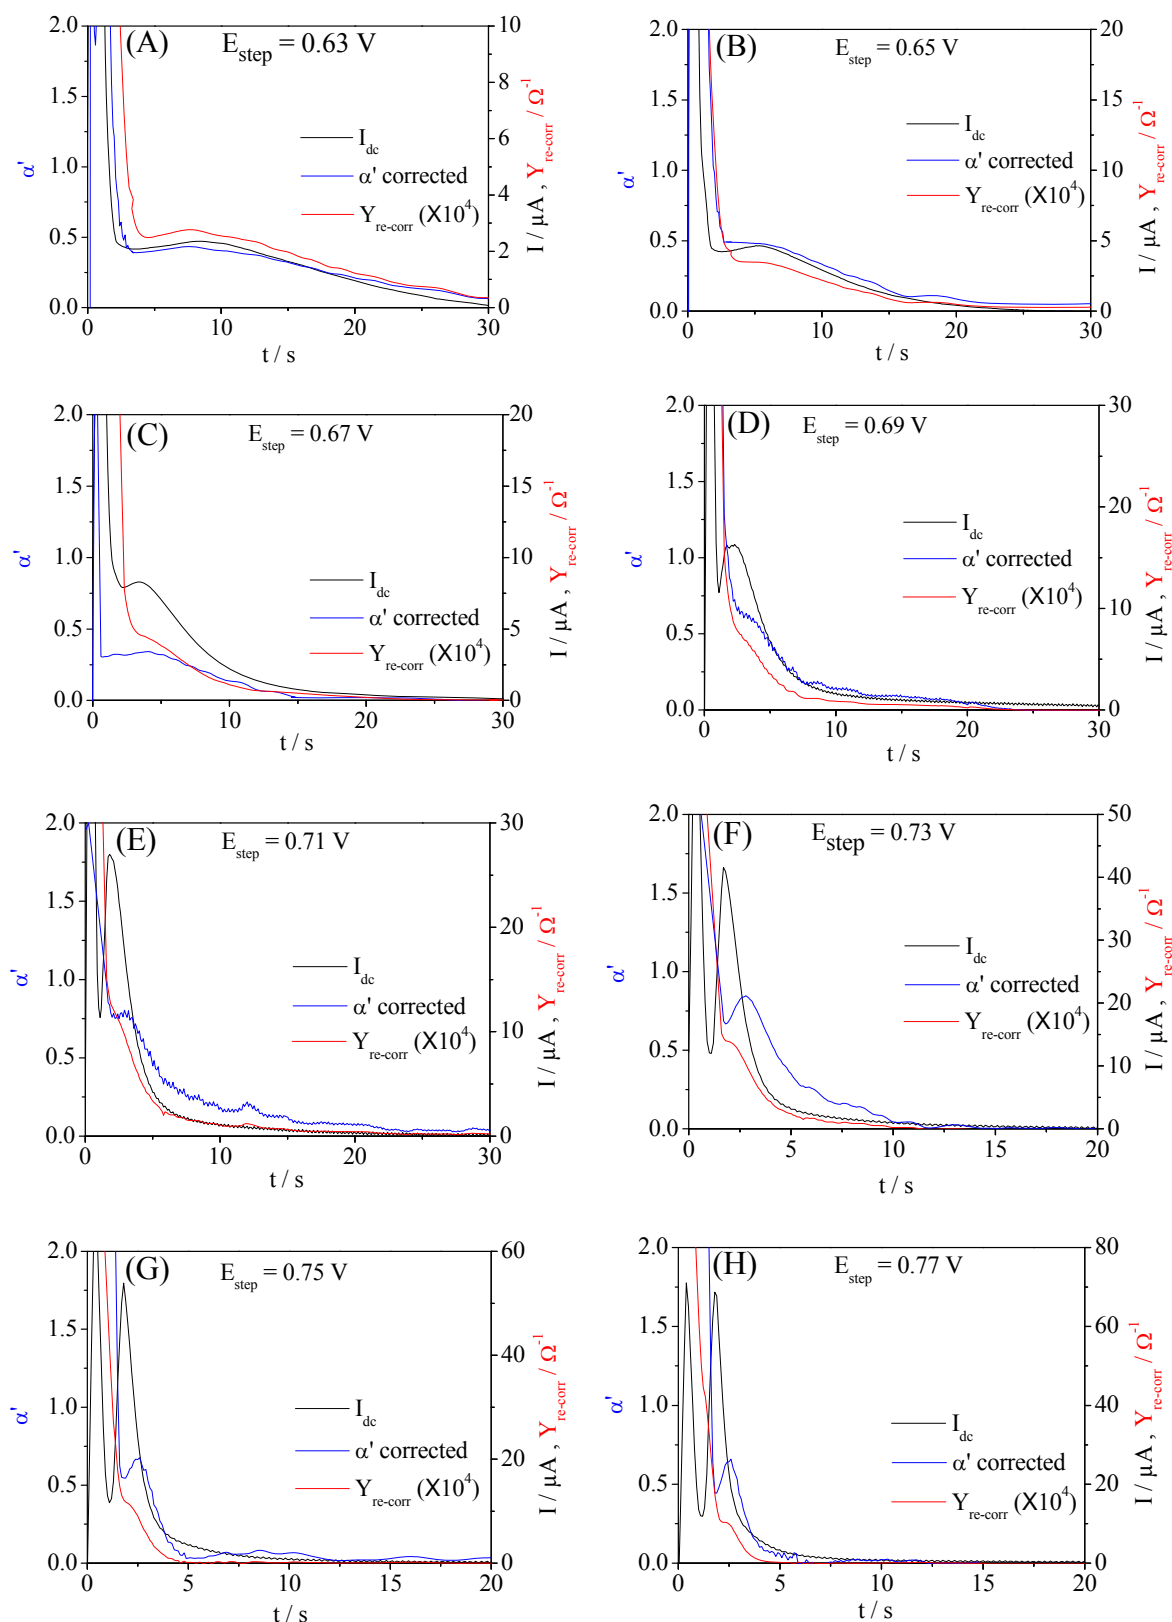 (A) E_step = 0.63 V
I_dc
α' corrected
Y_re-corr (X10^4)
2.0
1.5
1.0
0.5
0.0
α'
10
8
6
4
2
0
I / μA , Y_re-corr / Ω^-1
0 10 20 30
t / s
(B) E_step = 0.65 V
I_dc
α' corrected
Y_re-corr (X10^4)
2.0
1.5
1.0
0.5
0.0
α'
20
15
10
5
0
I / μA , Y_re-corr / Ω^-1
0 10 20 30
t / s
(C) E_step = 0.67 V
I_dc
α' corrected
Y_re-corr (X10^4)
2.0
1.5
1.0
0.5
0.0
α'
20
15
10
5
0
I / μA , Y_re-corr / Ω^-1
0 10 20 30
t / s
(D) E_step = 0.69 V
I_dc
α' corrected
Y_re-corr (X10^4)
2.0
1.5
1.0
0.5
0.0
α'
30
20
10
0
I / μA , Y_re-corr / Ω^-1
0 10 20 30
t / s
(E) E_step = 0.71 V
I_dc
α' corrected
Y_re-corr (X10^4)
2.0
1.5
1.0
0.5
0.0
α'
30
20
10
0
I / μA , Y_re-corr / Ω^-1
0 10 20 30
t / s
(F) E_step = 0.73 V
I_dc
α' corrected
Y_re-corr (X10^4)
2.0
1.5
1.0
0.5
0.0
α'
50
40
30
20
10
0
I / μA , Y_re-corr / Ω^-1
0 5 10 15 20
t / s
(G) E_step = 0.75 V
I_dc
α' corrected
Y_re-corr (X10^4)
2.0
1.5
1.0
0.5
0.0
α'
60
40
20
0
I / μA , Y_re-corr / Ω^-1
0 5 10 15 20
t / s
(H) E_step = 0.77 V
I_dc
α' corrected
Y_re-corr (X10^4)
2.0
1.5
1.0
0.5
0.0
α'
80
60
40
20
0
I / μA , Y_re-corr / Ω^-1
0 5 10 15 20
t / s